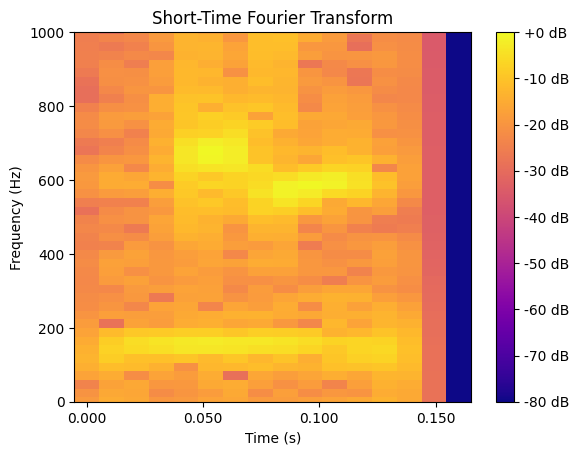 Short-Time Fourier Transform
1000
800
600
400
200
0
Frequency (Hz)
0.000
0.050
0.100
0.150
Time (s)
+0 dB
-10 dB
-20 dB
-30 dB
-40 dB
-50 dB
-60 dB
-70 dB
-80 dB